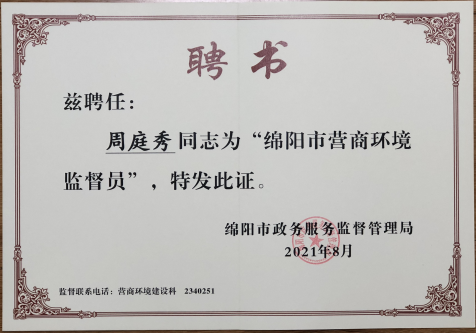 聘书
兹聘任：
周庭秀同志为“绵阳市营商环境
监督员”，特发此证。
绵阳市政务服务监督管理局
2021年8月
监督联系电话：营商环境建设科 2340251